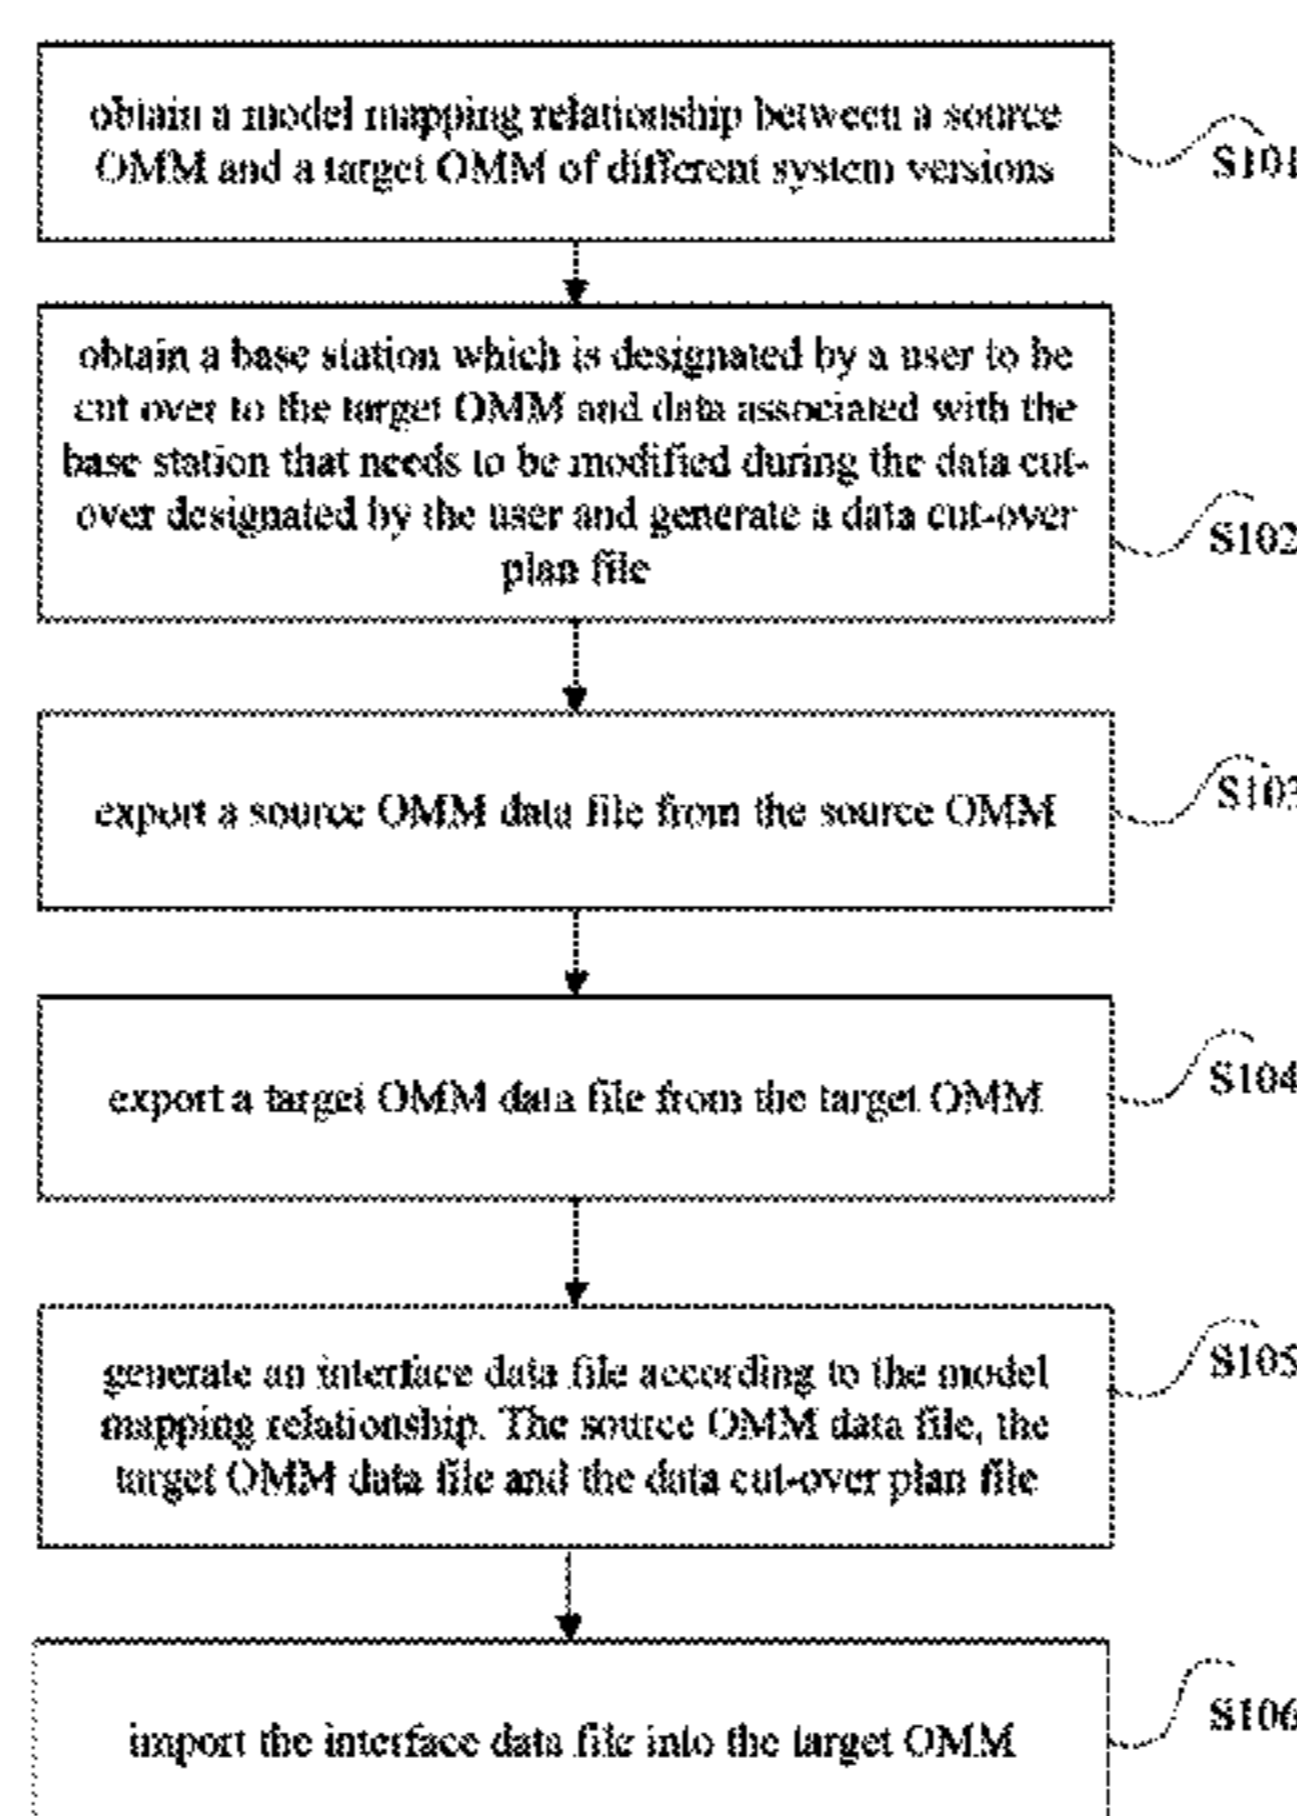 obtain a model mapping relationship between a source
OMM and a target OMM of different system versions
S101
obtain a base station which is designated by a user to be
cut over to the target OMM and data associated with the
base station that needs to be modified during the data cut-
over designated by the user and generate a data cut-over
plan file
S102
export a source OMM data file from the source OMM
S103
export a target OMM data file from the target OMM
S104
generate an interface data file according to the model
mapping relationship. The source OMM data file, the
target OMM data file and the data cut-over plan file
S105
import the interface data file into the target OMM
S106